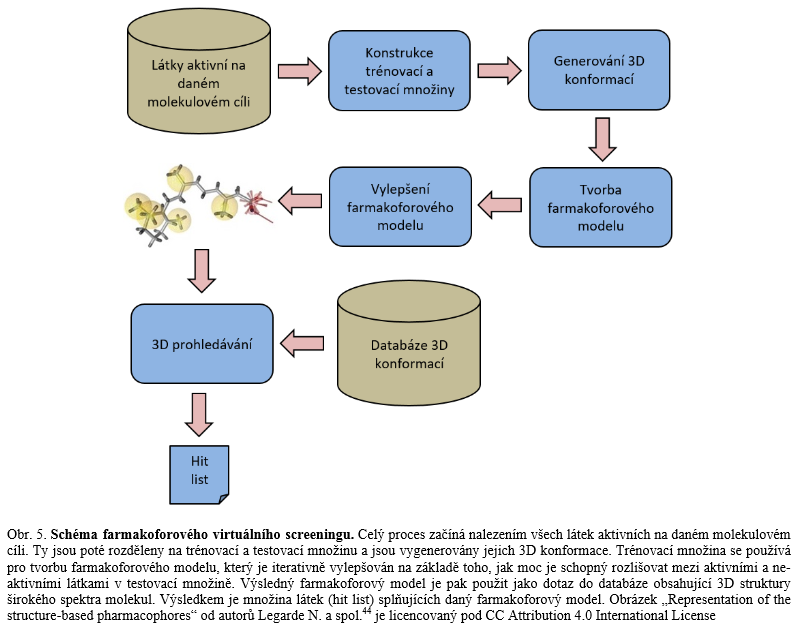 Látky aktivní na
daném
molekulovém cíli
Konstrukce
trénovací a
testovací množiny
Generování 3D
konformací
Vylepšení
farmakoforového
modelu
Tvorba
farmakoforového
modelu
3D prohledávání
Databáze 3D
konformací
Hit
list
Obr. 5. Schéma farmakoforového virtuálního screeningu. Celý proces začíná nalezením všech látek aktivních na daném molekulovém
cíli. Ty jsou poté rozděleny na trénovací a testovací množinu a jsou vygenerovány jejich 3D konformace. Trénovací množina se používá
pro tvorbu farmakoforového modelu, který je iterativně vylepšován na základě toho, jak moc je schopný rozlišovat mezi aktivními a ne-
aktivními látkami v testovací množině. Výsledný farmakoforový model je pak použit jako dotaz do databáze obsahující 3D struktury
širokého spektra molekul. Výsledkem je množina látek (hit list) splňujících daný farmakoforový model. Obrázek „Representation of the
structure-based pharmacophores“ od autorů Legarde N. a spol.44 je licencovaný pod CC Attribution 4.0 International License